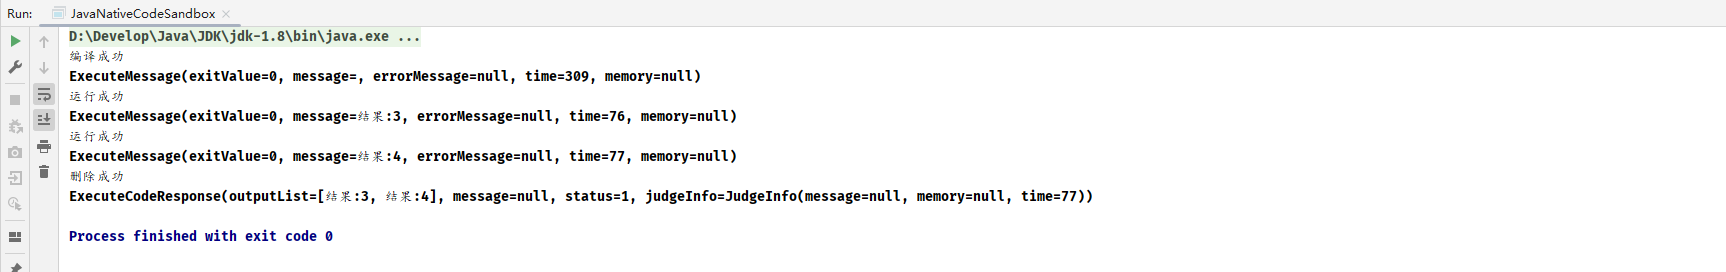 Run: JavaNativeCodeSandbox
D:\Develop\Java\JDK\jdk-1.8\bin\java.exe ...
编译成功
ExecuteMessage(exitValue=0, message=, errorMessage=null, time=309, memory=null)
运行成功
ExecuteMessage(exitValue=0, message=结果:3, errorMessage=null, time=76, memory=null)
运行成功
ExecuteMessage(exitValue=0, message=结果:4, errorMessage=null, time=77, memory=null)
删除成功
ExecuteCodeResponse(outputList=[结果:3, 结果:4], message=null, status=1, judgeInfo=JudgeInfo(message=null, memory=null, time=77))
Process finished with exit code 0